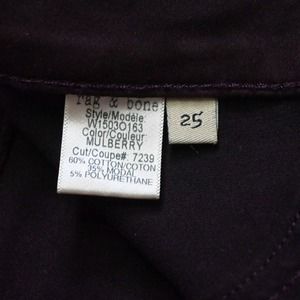 rag & bone
Style/Modèle:
W1503O163
Color/Couleur:
MULBERRY
Cut/Coupe#: 7239
60% COTTON/COTON
35% MODAL
5% POLYURETHANE
25